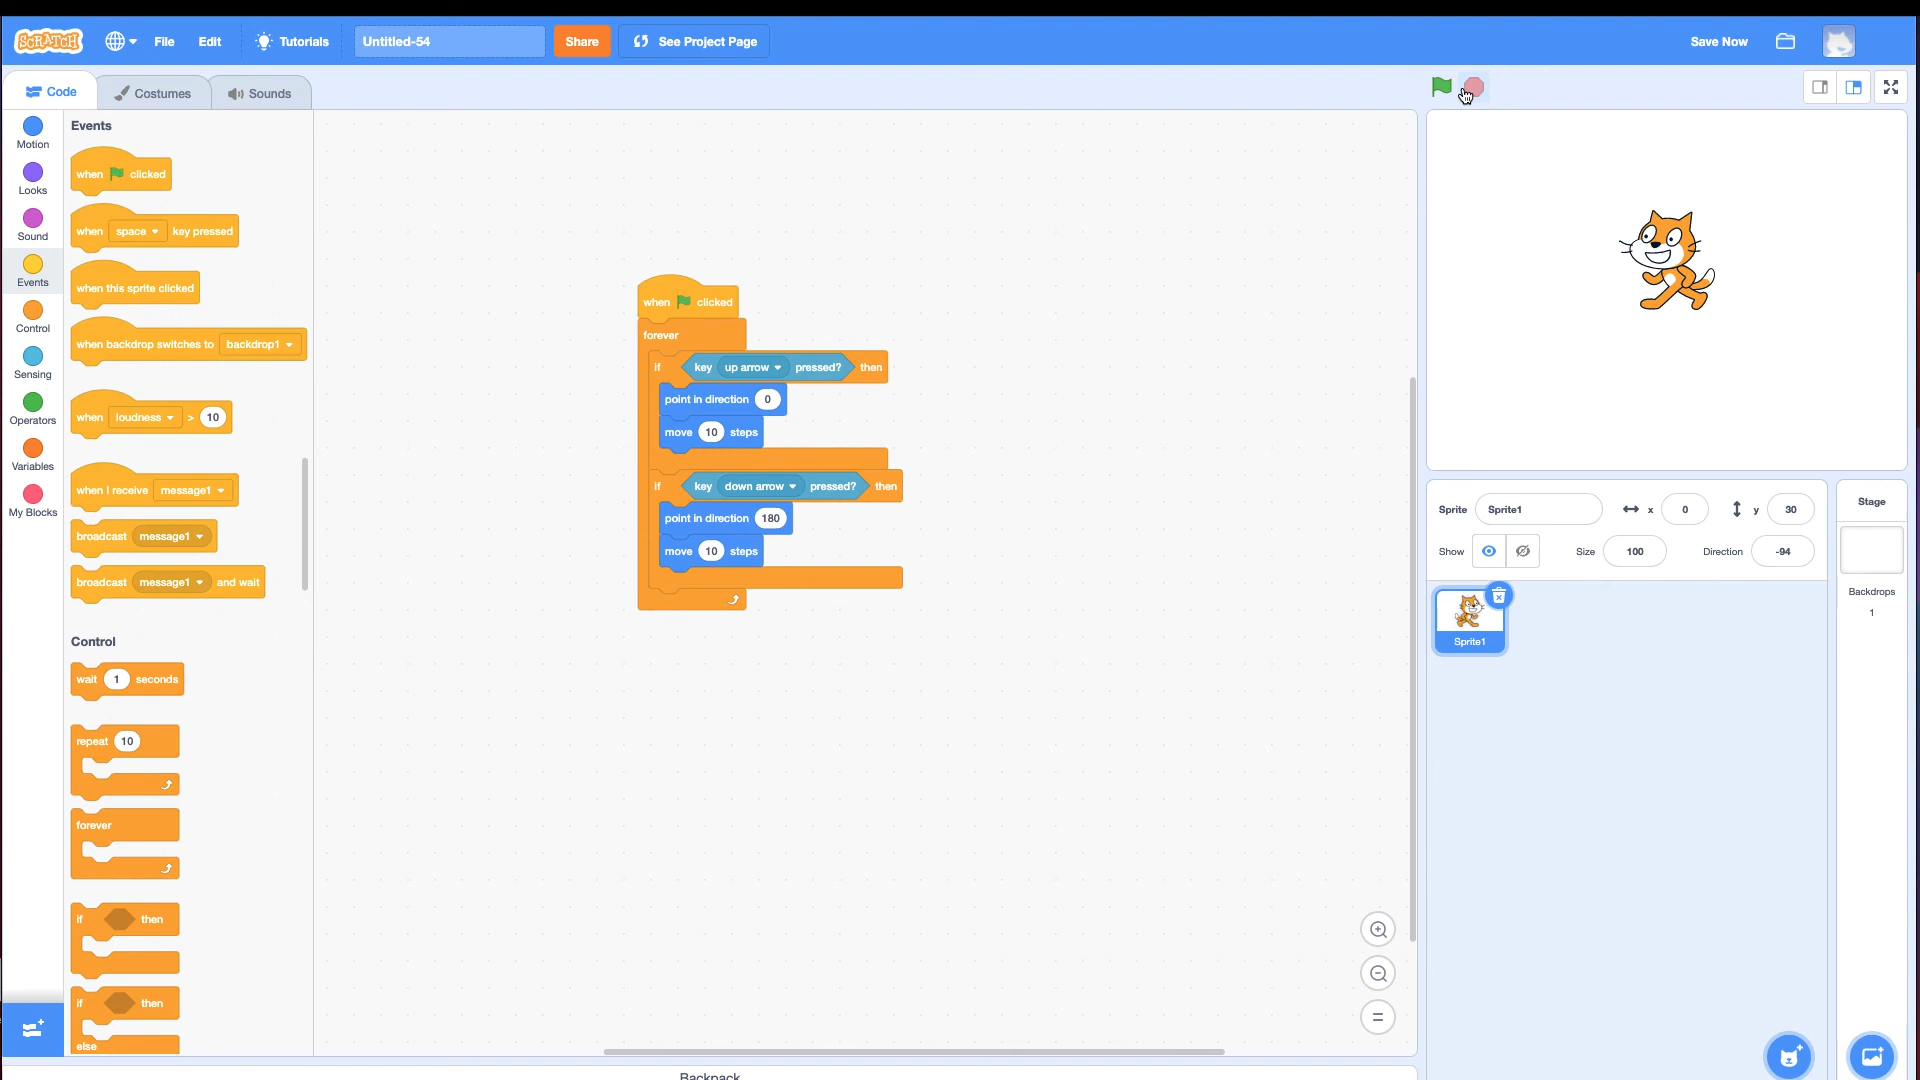 SCRATCH File Edit Tutorials Untitled-54 Share See Project Page Save Now
Code Costumes Sounds
Motion
Looks
Sound
Events
Control
Sensing
Operators
Variables
My Blocks
Events
when clicked
when space key pressed
when this sprite clicked
when backdrop switches to backdrop1
when loudness > 10
when I receive message1
broadcast message1
broadcast message1 and wait
Control
wait 1 seconds
repeat 10
forever
if then
if then
else
when clicked
forever
if key up arrow pressed? then
point in direction 0
move 10 steps
if key down arrow pressed? then
point in direction 180
move 10 steps
Backpack
Sprite Sprite1 x 0 y 30
Show Size 100 Direction -94
Sprite1
Stage
Backdrops
1